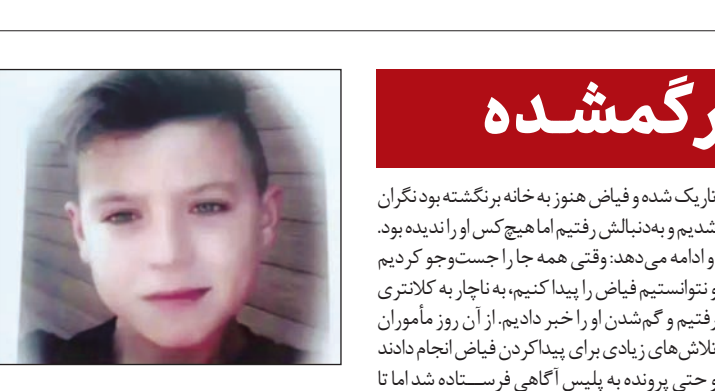 رگمشده
تاریک شده و فیاض هنوز به خانه برنگشته بود نگران
شدیم و به‌دنبالش رفتیم اما هیچ‌کس او را ندیده بود.
و ادامه می‌دهد: وقتی همه جا را جست‌وجو کردیم
و نتوانستیم فیاض را پیدا کنیم، به ناچار به کلانتری
رفتیم و گم‌شدن او را خبر دادیم. از آن روز مأموران
تلاش‌های زیادی برای پیداکردن فیاض انجام دادند
و حتی پرونده به پلیس آگاهی فرستاده شد اما تا